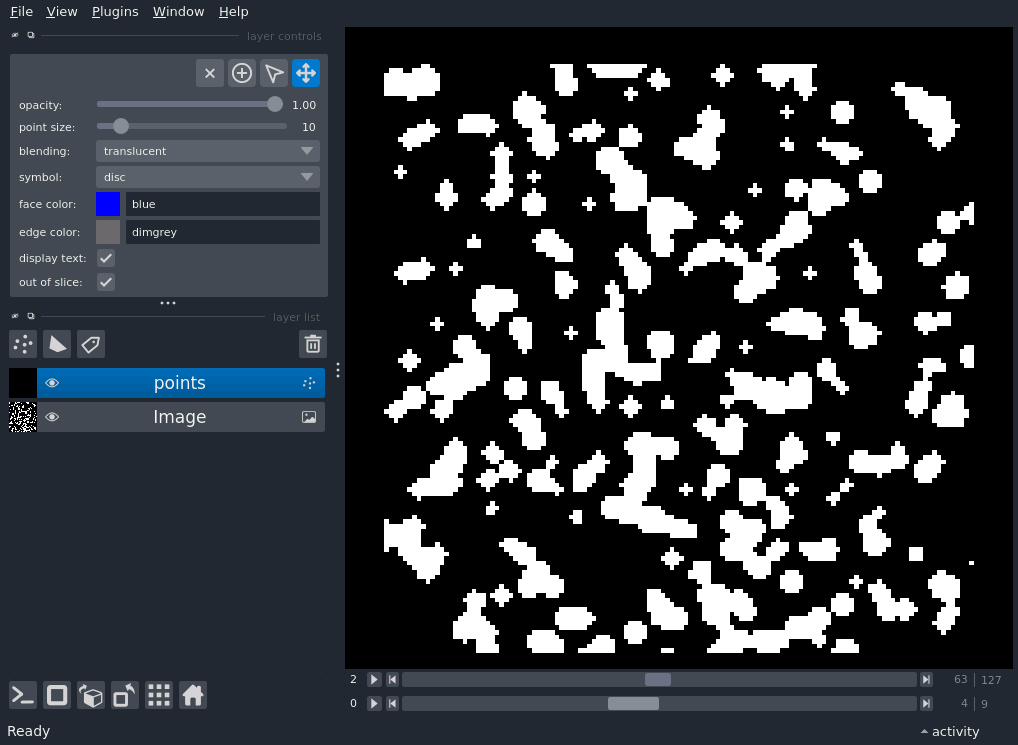 File View Plugins Window Help
layer controls
opacity: 1.00
point size: 10
blending: translucent
symbol: disc
face color: blue
edge color: dimgrey
display text:
out of slice:
layer list
points
Image
2 63 127
0 4 9
Ready activity